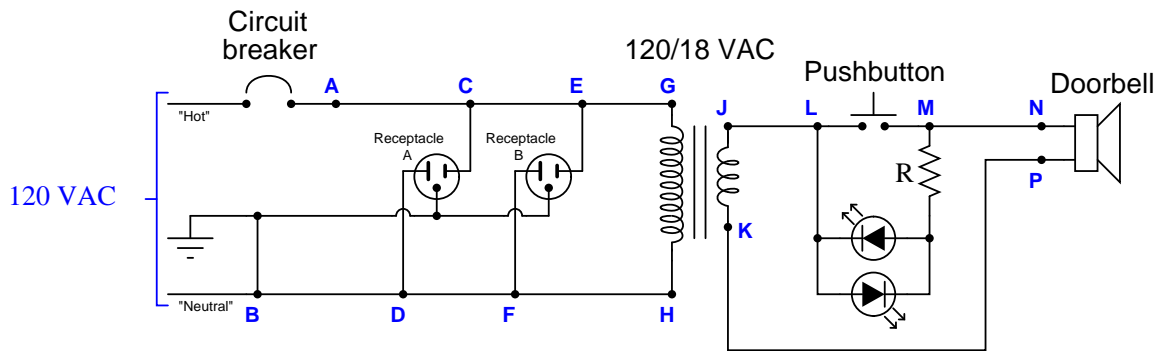 Circuit
breaker
120/18 VAC
Pushbutton
Doorbell
A
C
E
G
J
L
M
N
"Hot"
Receptacle
A
Receptacle
B
R
P
120 VAC
K
"Neutral"
B
D
F
H